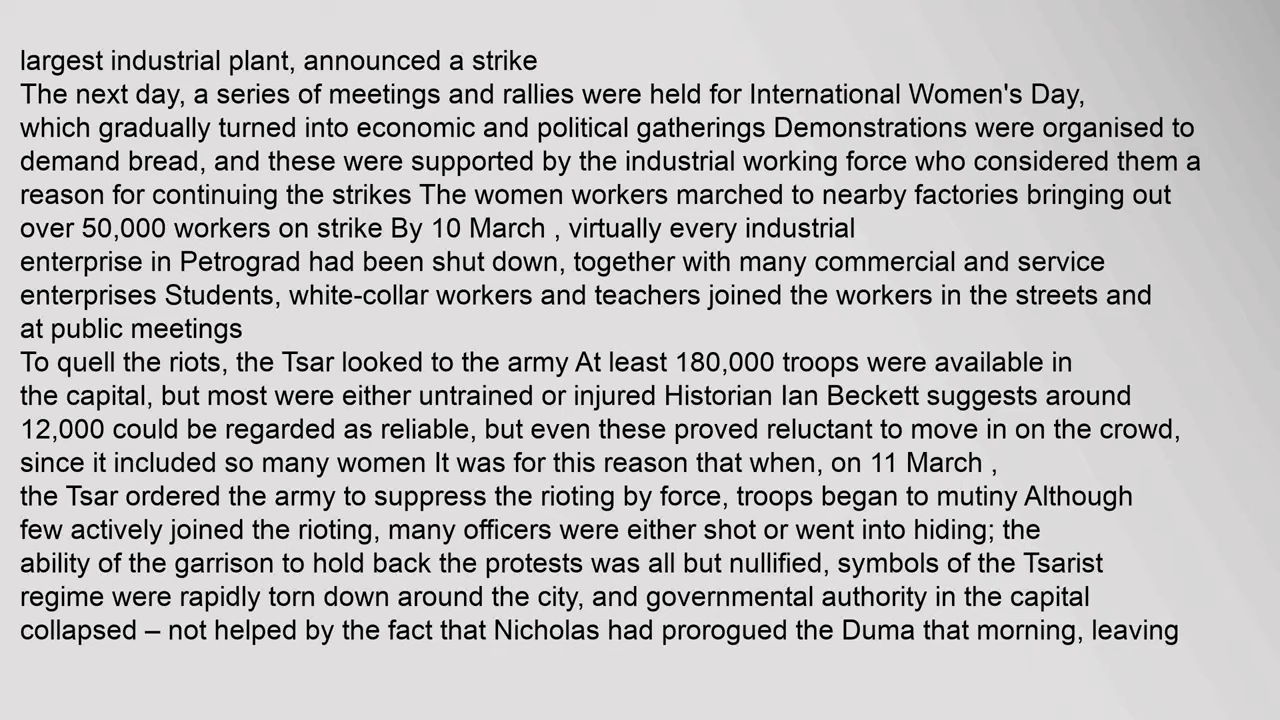 largest industrial plant, announced a strike
The next day, a series of meetings and rallies were held for International Women's Day,
which gradually turned into economic and political gatherings Demonstrations were organised to
demand bread, and these were supported by the industrial working force who considered them a
reason for continuing the strikes The women workers marched to nearby factories bringing out
over 50,000 workers on strike By 10 March , virtually every industrial
enterprise in Petrograd had been shut down, together with many commercial and service
enterprises Students, white-collar workers and teachers joined the workers in the streets and
at public meetings
To quell the riots, the Tsar looked to the army At least 180,000 troops were available in
the capital, but most were either untrained or injured Historian Ian Beckett suggests around
12,000 could be regarded as reliable, but even these proved reluctant to move in on the crowd,
since it included so many women It was for this reason that when, on 11 March ,
the Tsar ordered the army to suppress the rioting by force, troops began to mutiny Although
few actively joined the rioting, many officers were either shot or went into hiding; the
ability of the garrison to hold back the protests was all but nullified, symbols of the Tsarist
regime were rapidly torn down around the city, and governmental authority in the capital
collapsed – not helped by the fact that Nicholas had prorogued the Duma that morning, leaving